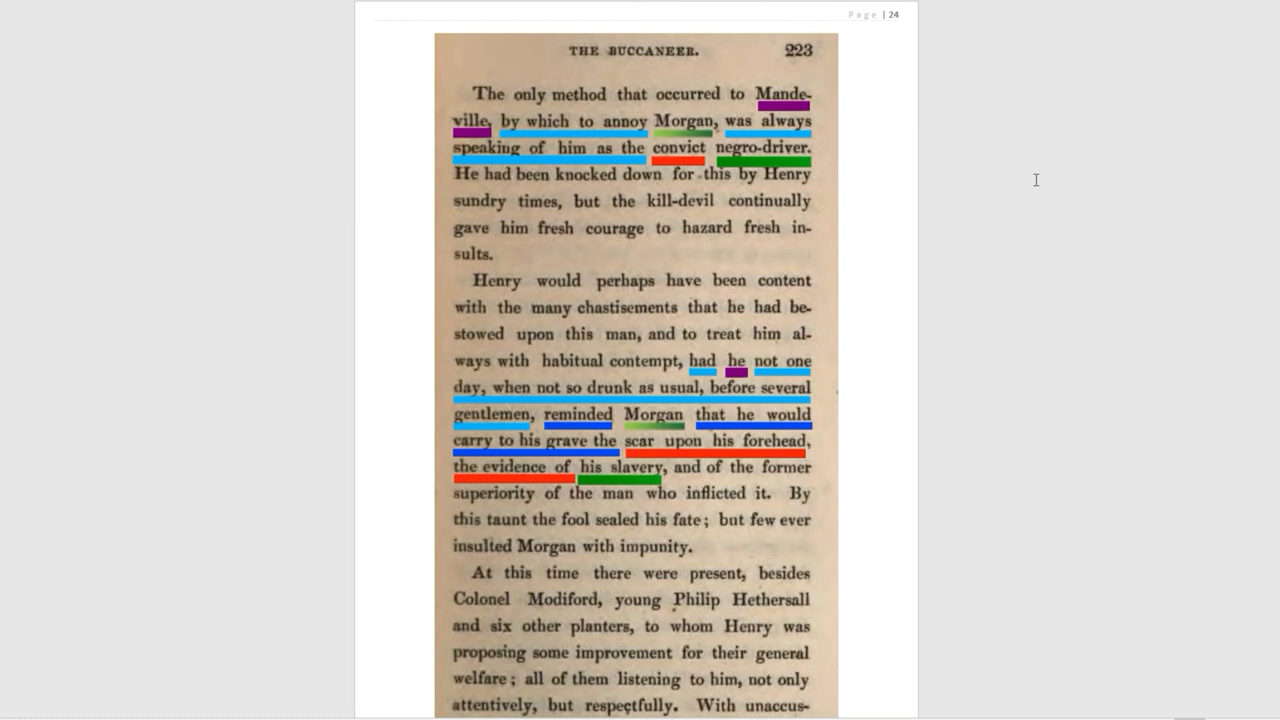 Page | 24
THE BUCCANEER. 223
The only method that occurred to Mande-
ville, by which to annoy Morgan, was always
speaking of him as the convict negro-driver.
He had been knocked down for this by Henry
sundry times, but the kill-devil continually
gave him fresh courage to hazard fresh in-
sults.
Henry would perhaps have been content
with the many chastisements that he had be-
stowed upon this man, and to treat him al-
ways with habitual contempt, had he not one
day, when not so drunk as usual, before several
gentlemen, reminded Morgan that he would
carry to his grave the scar upon his forehead,
the evidence of his slavery, and of the former
superiority of the man who inflicted it. By
this taunt the fool sealed his fate; but few ever
insulted Morgan with impunity.
At this time there were present, besides
Colonel Modiford, young Philip Hethersall
and six other planters, to whom Henry was
proposing some improvement for their general
welfare; all of them listening to him, not only
attentively, but respectfully. With unaccus-